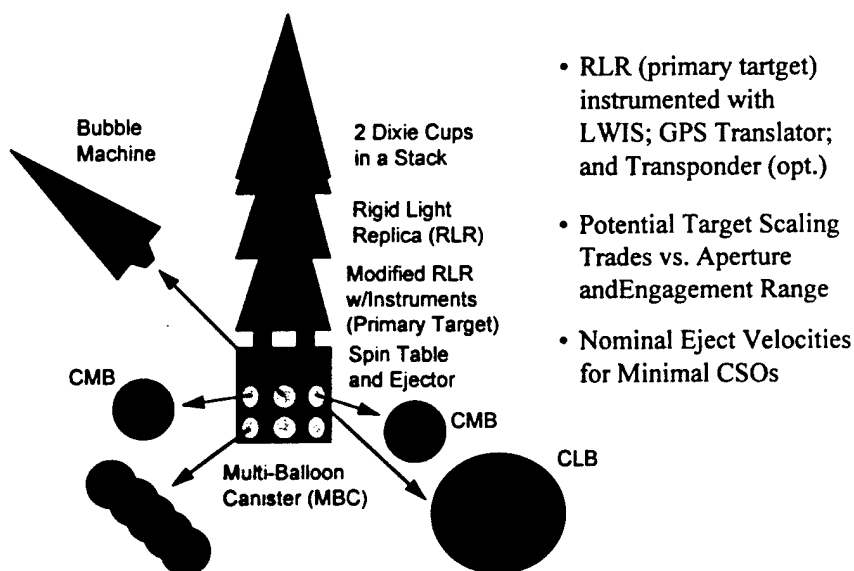 Bubble
Machine
2 Dixie Cups
in a Stack
Rigid Light
Replica (RLR)
Modified RLR
w/Instruments
(Primary Target)
Spin Table
and Ejector
CMB
CMB
CLB
Multi-Balloon
Canister (MBC)
• RLR (primary tartget)
instrumented with
LWIS; GPS Translator;
and Transponder (opt.)
• Potential Target Scaling
Trades vs. Aperture
andEngagement Range
• Nominal Eject Velocities
for Minimal CSOs